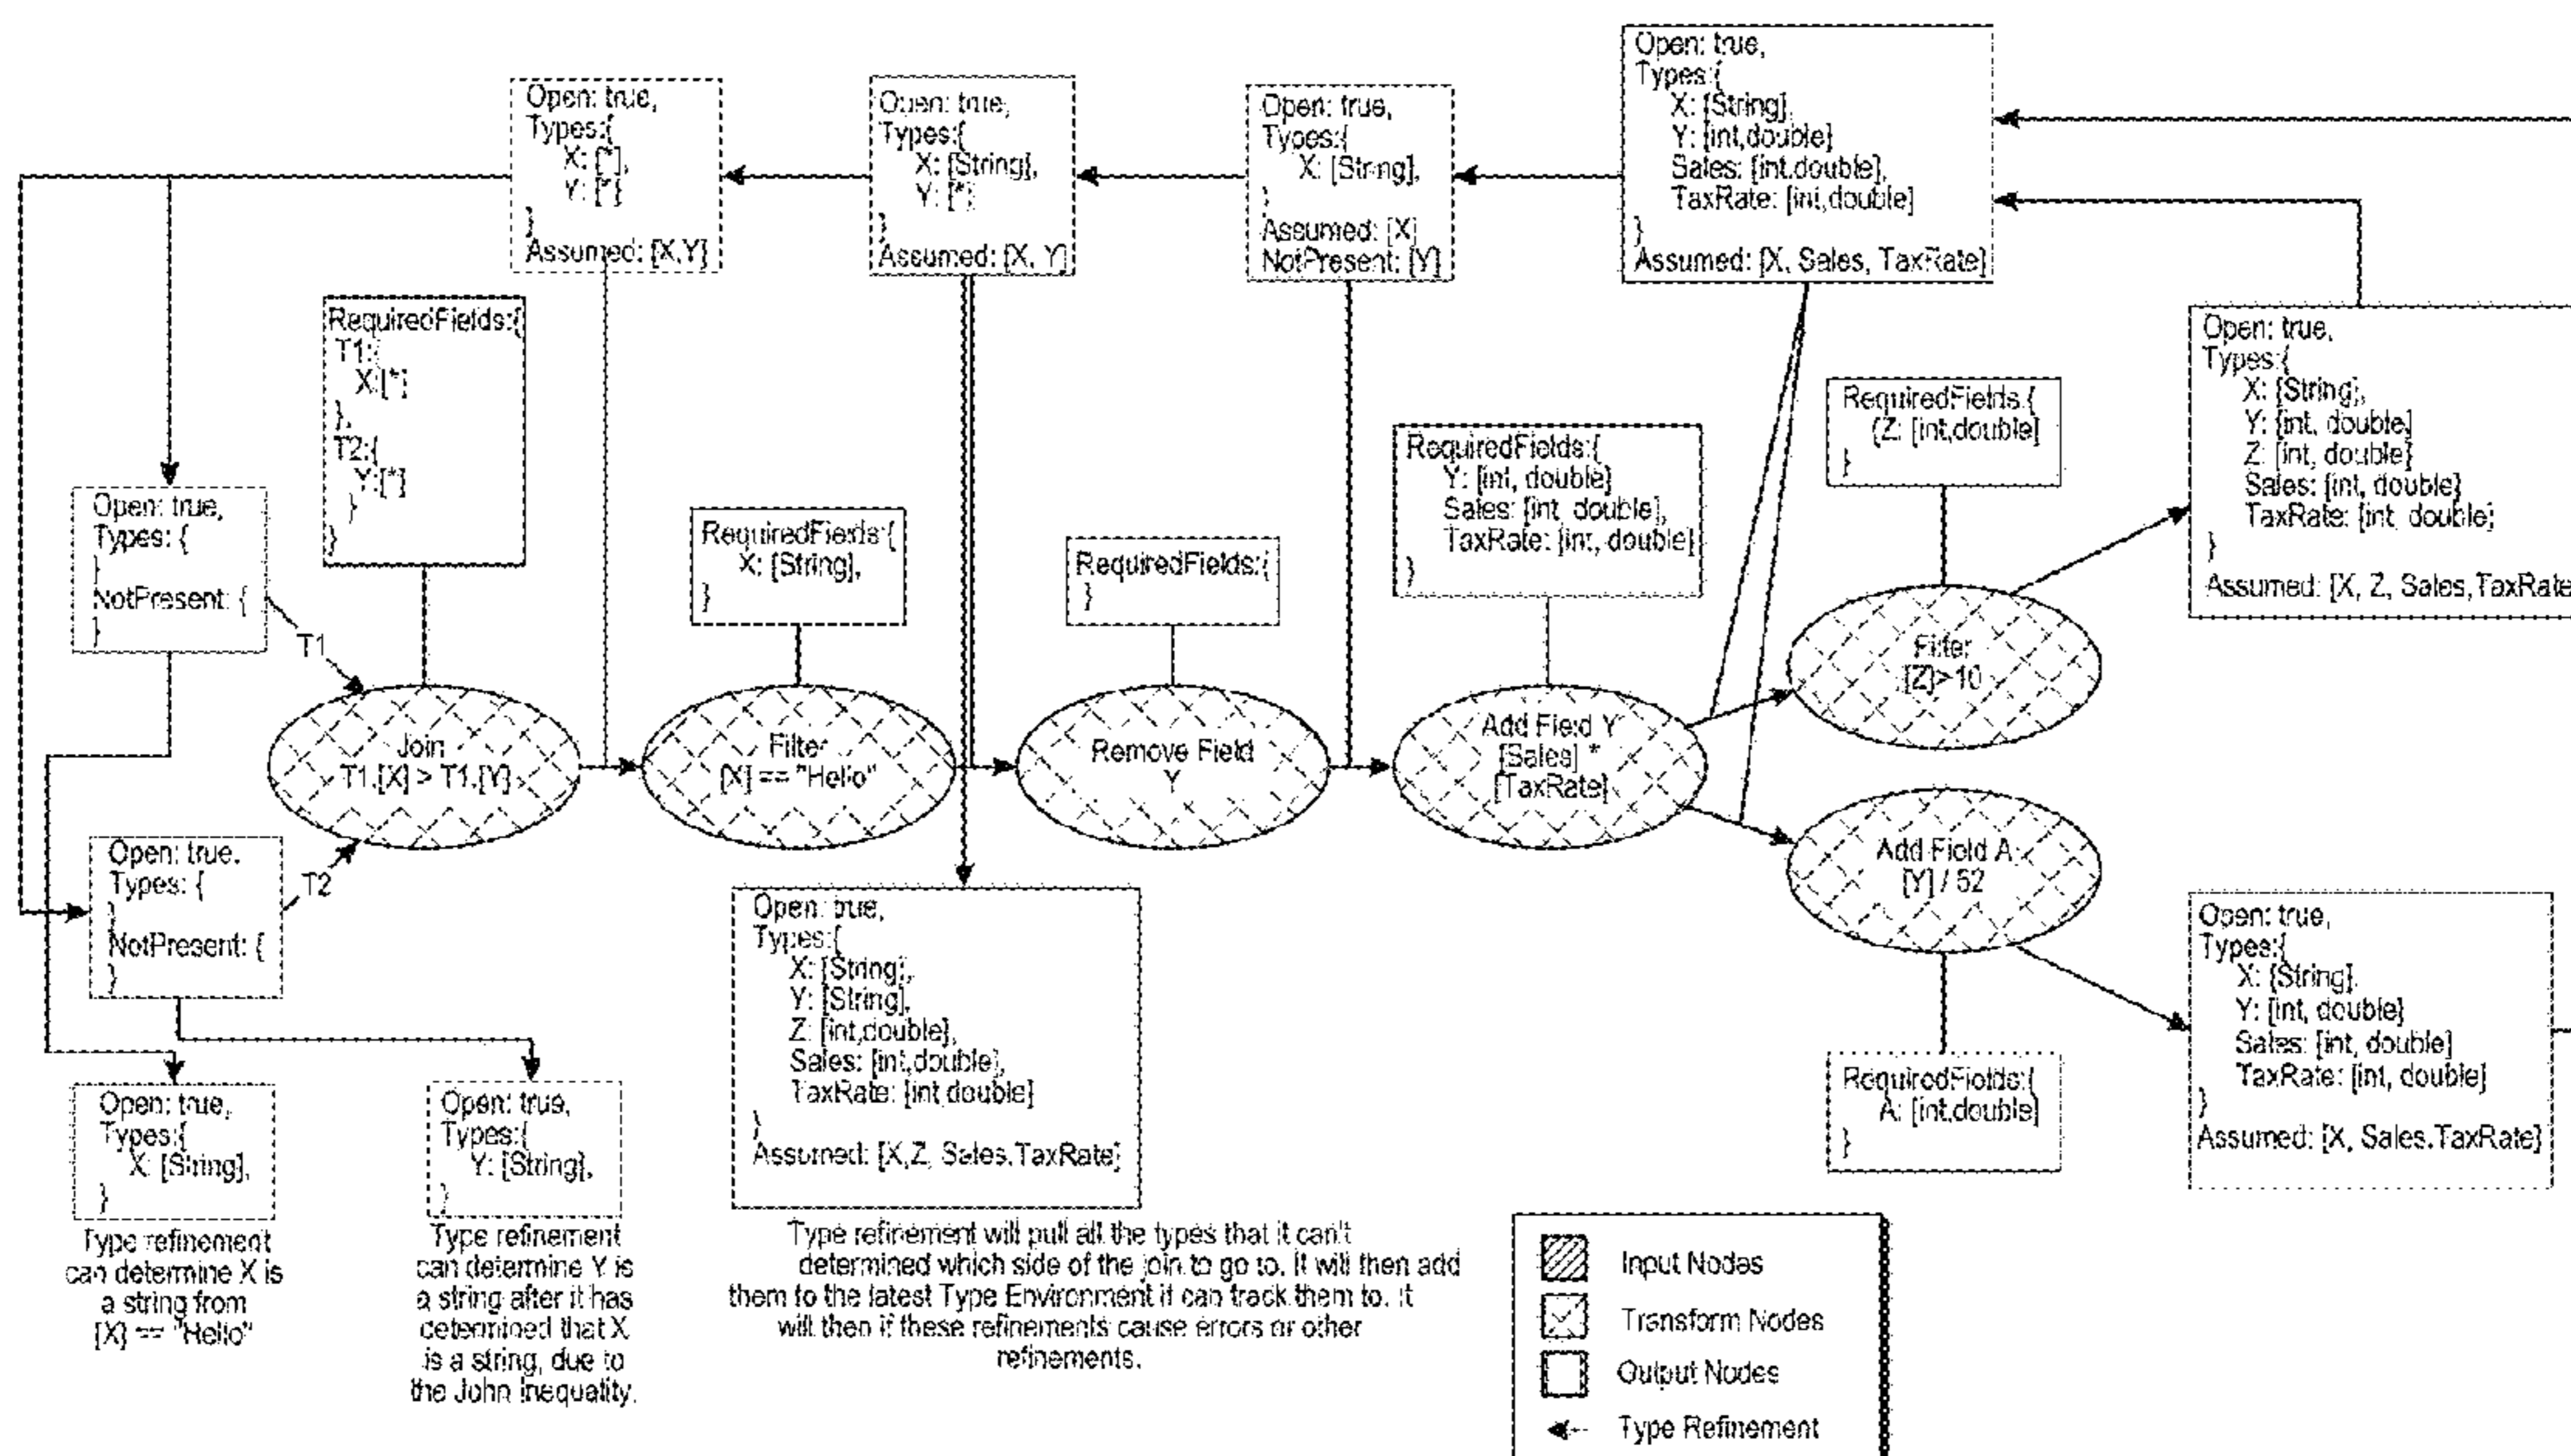 Open: true,
Types:{
X: [*],
Y: [*]
}
Assumed: [X,Y]
Open: true,
Types:{
X: [String],
Y: [*]
}
Assumed: [X, Y]
Open: true,
Types:{
X: [String],
}
Assumed: [X]
NotPresent: [Y]
Open: true,
Types:{
X: [String],
Y: [int,double]
Sales: [int.double],
TaxRate: [int,double]
}
Assumed: [X, Sales, TaxRate]
RequiredFields:{
T1:{
X:[*]
},
T2:{
Y:[*]
}
}
Open: true,
Types:{
X: [String],
Y: [int, double]
Z: [int, double]
Sales: [int, double]
TaxRate: [int, double]
}
Assumed: [X, Z, Sales,TaxRate
RequiredFields:{
{Z: [int,double]
}
RequiredFields:{
Y: [int, double]
Sales: [int, double],
TaxRate: [int, double]
}
Open: true,
Types: {
}
NotPresent: {
}
RequiredFields:{
X: [String],
}
RequiredFields:{
}
T1
Join
T1.[X] > T1.[Y]
Filter
[X] == "Hello"
Remove Field
Y
Add Field Y
[Sales] *
[TaxRate]
Filter
[Z]>10
Add Field A
[Y] / 52
Open: true.
Types: {
}
NotPresent: {
}
T2
Open: true,
Types:{
X: [String],
Y: [String],
Z: [int,double],
Sales: [int,double],
TaxRate: [int,double]
}
Assumed: [X,Z, Sales.TaxRate]
Open: true,
Types:{
X: [String].
Y: [int, double]
Sales: [int, double]
TaxRate: [int, double]
}
Assumed: [X, Sales.TaxRate]
RequiredFields:{
A: [int,double]
}
Open: true,
Types:{
X: [String],
}
Type refinement
can determine X is
a string from
[X] == "Hello"
Open: true,
Types:{
Y: [String],
}
Type refinement
can determine Y is
a string after it has
determined that X
is a string, due to
the John Inequality.
Type refinement will pull all the types that it can't
determined which side of the join to go to. It will then add
them to the latest Type Environment it can track them to. It
will then if these refinements cause errors or other
refinements.
Input Nodes
Transform Nodes
Output Nodes
Type Refinement